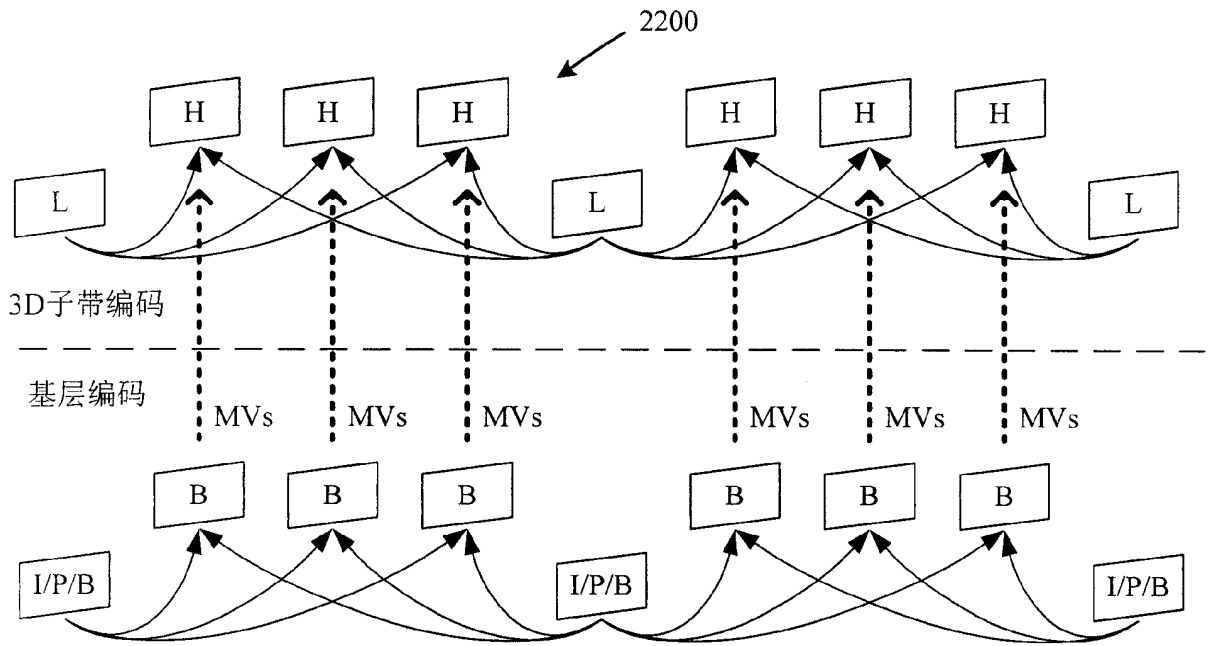 2200
H H H H H H
L L L
3D子带编码
基层编码
MVs MVs MVs MVs MVs MVs
B B B B B B
I/P/B I/P/B I/P/B